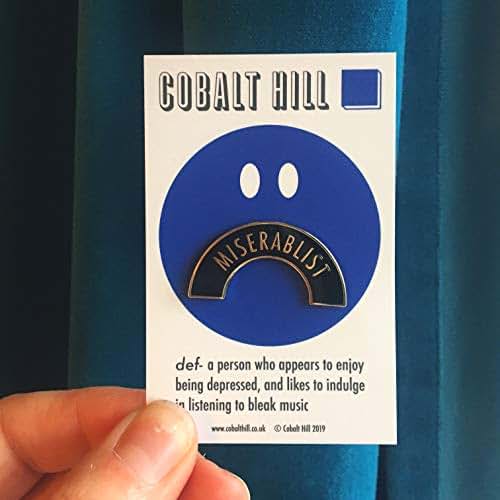 COBALT HILL
MISERABLIST
def- a person who appears to enjoy
being depressed, and likes to indulge
in listening to bleak music
www.cobalthill.co.uk © Cobalt Hill 2019